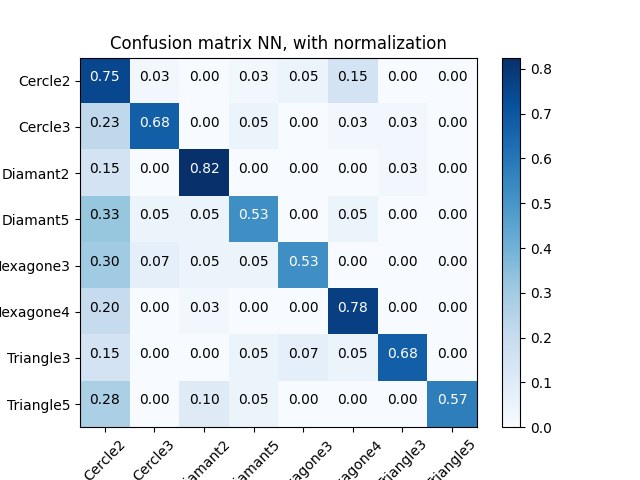 Confusion matrix NN, with normalization
Cercle2 0.75 0.03 0.00 0.03 0.05 0.15 0.00 0.00
Cercle3 0.23 0.68 0.00 0.05 0.00 0.03 0.03 0.00
Diamant2 0.15 0.00 0.82 0.00 0.00 0.00 0.03 0.00
Diamant5 0.33 0.05 0.05 0.53 0.00 0.05 0.00 0.00
exagone3 0.30 0.07 0.05 0.05 0.53 0.00 0.00 0.00
exagone4 0.20 0.00 0.03 0.00 0.00 0.78 0.00 0.00
Triangle3 0.15 0.00 0.00 0.05 0.07 0.05 0.68 0.00
Triangle5 0.28 0.00 0.10 0.05 0.00 0.00 0.00 0.57
Cercle2 Cercle3 iamant2 iamant5 xagone3 xagone4 Triangle3 Triangle5
0.8
0.7
0.6
0.5
0.4
0.3
0.2
0.1
0.0